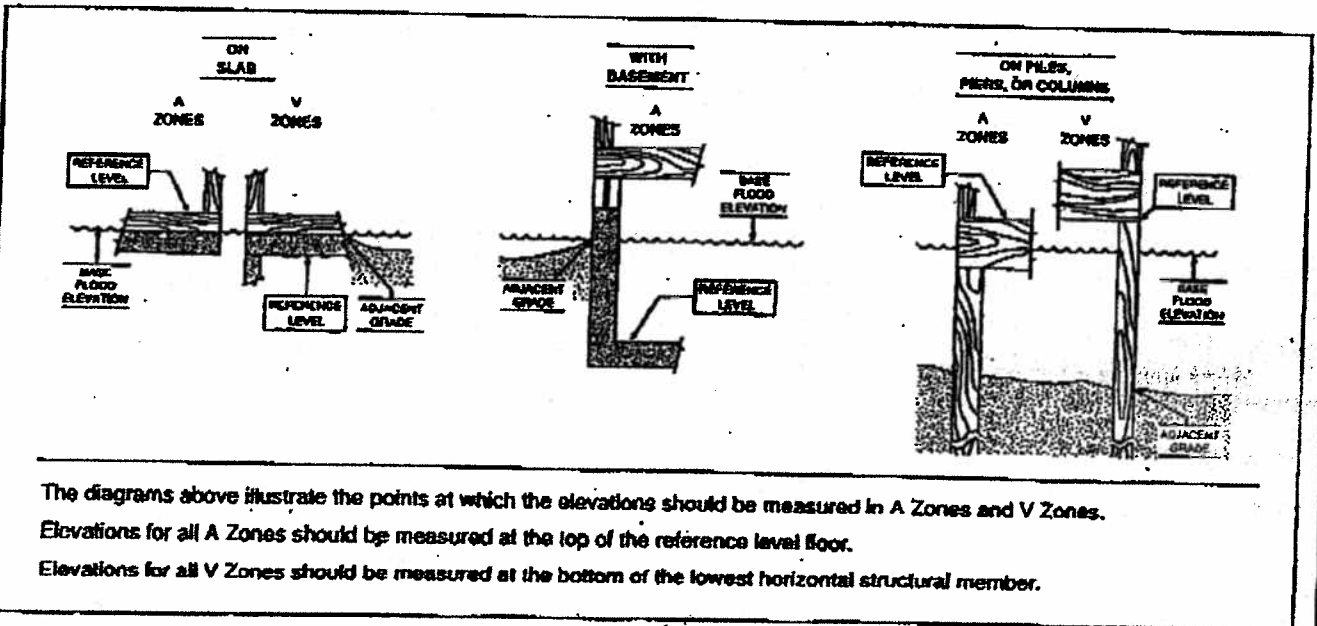 ON
SLAB
A
ZONES
V
ZONES
REFERENCE
LEVEL
BASE
FLOOD
ELEVATION
REFERENCE
LEVEL
ADJACENT
GRADE
WITH
BASEMENT
A
ZONES
BASE
FLOOD
ELEVATION
ADJACENT
GRADE
REFERENCE
LEVEL
ON PILES,
PIERS, OR COLUMNS
A
ZONES
V
ZONES
REFERENCE
LEVEL
REFERENCE
LEVEL
BASE
FLOOD
ELEVATION
ADJACENT
GRADE
The diagrams above illustrate the points at which the elevations should be measured in A Zones and V Zones.
Elevations for all A Zones should be measured at the top of the reference level floor.
Elevations for all V Zones should be measured at the bottom of the lowest horizontal structural member.